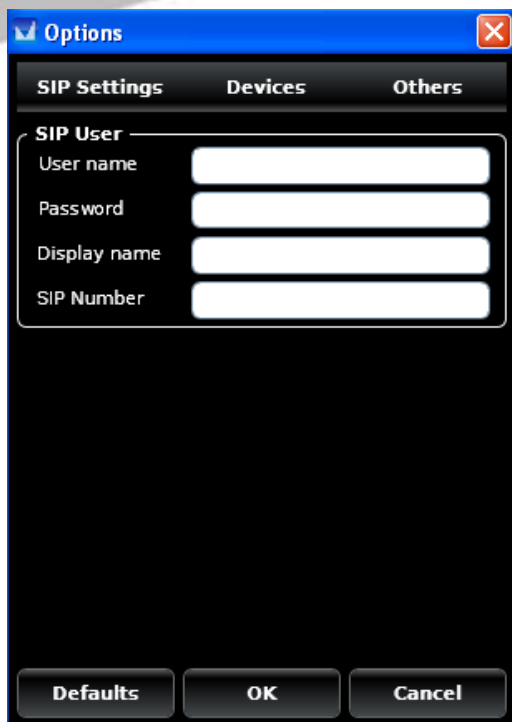 Options
SIP Settings Devices Others
SIP User
User name
Password
Display name
SIP Number
Defaults OK Cancel